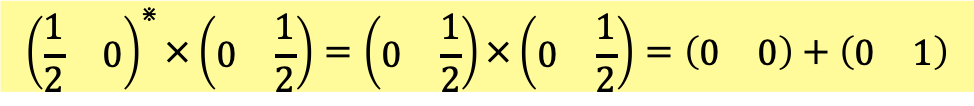 (1/2 0)* × (0 1/2) = (0 1/2) × (0 1/2) = (0 0) + (0 1)